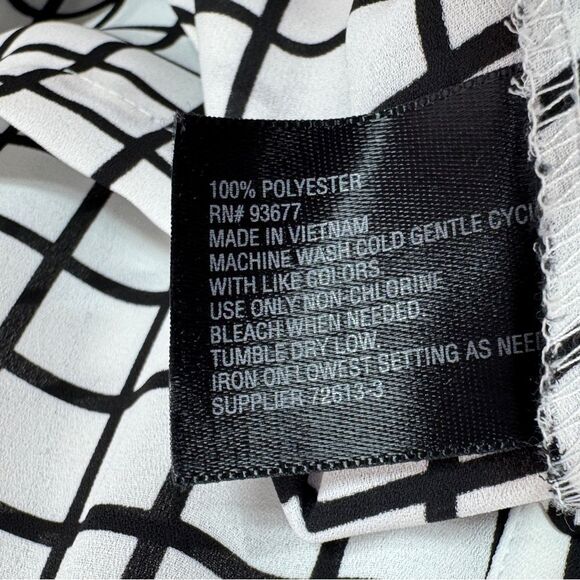 100% POLYESTER
RN# 93677
MADE IN VIETNAM
MACHINE WASH COLD GENTLE CYCL
WITH LIKE COLORS
USE ONLY NON-CHLORINE
BLEACH WHEN NEEDED.
TUMBLE DRY LOW.
IRON ON LOWEST SETTING AS NEE
SUPPLIER 72613-3